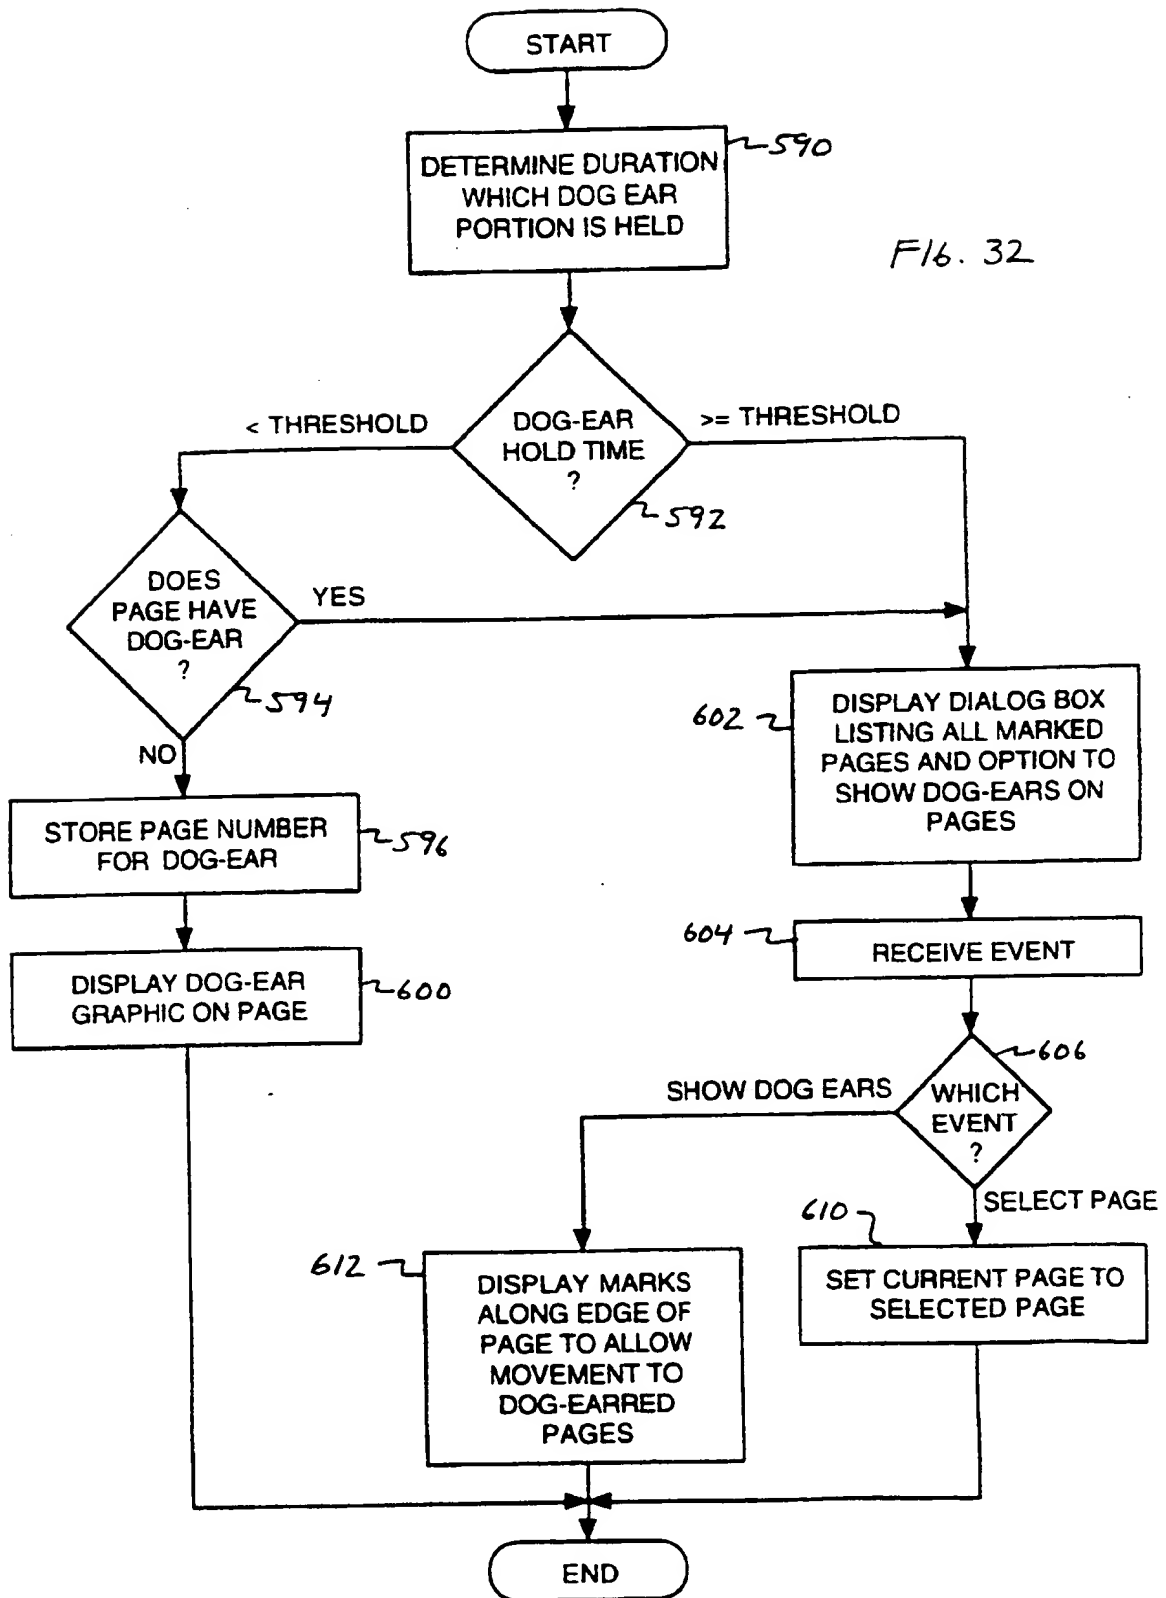 START
DETERMINE DURATION
WHICH DOG EAR
PORTION IS HELD
590
FIG. 32
DOG-EAR
HOLD TIME
?
592
< THRESHOLD
>= THRESHOLD
DOES
PAGE HAVE
DOG-EAR
?
594
YES
NO
STORE PAGE NUMBER
FOR DOG-EAR
596
DISPLAY DOG-EAR
GRAPHIC ON PAGE
600
602
DISPLAY DIALOG BOX
LISTING ALL MARKED
PAGES AND OPTION TO
SHOW DOG-EARS ON
PAGES
604
RECEIVE EVENT
606
WHICH
EVENT
?
SHOW DOG EARS
SELECT PAGE
610
SET CURRENT PAGE TO
SELECTED PAGE
612
DISPLAY MARKS
ALONG EDGE OF
PAGE TO ALLOW
MOVEMENT TO
DOG-EARRED
PAGES
END